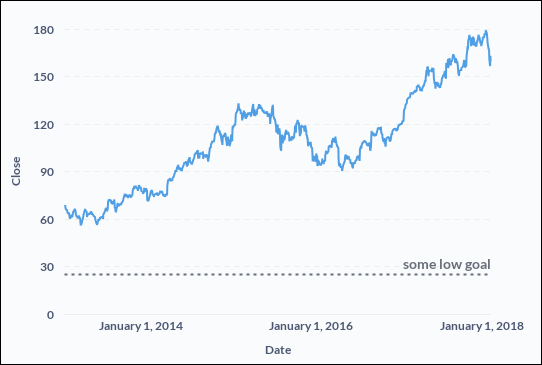 180
150
120
90
60
30
0
Close
some low goal
January 1, 2014
January 1, 2016
January 1, 2018
Date